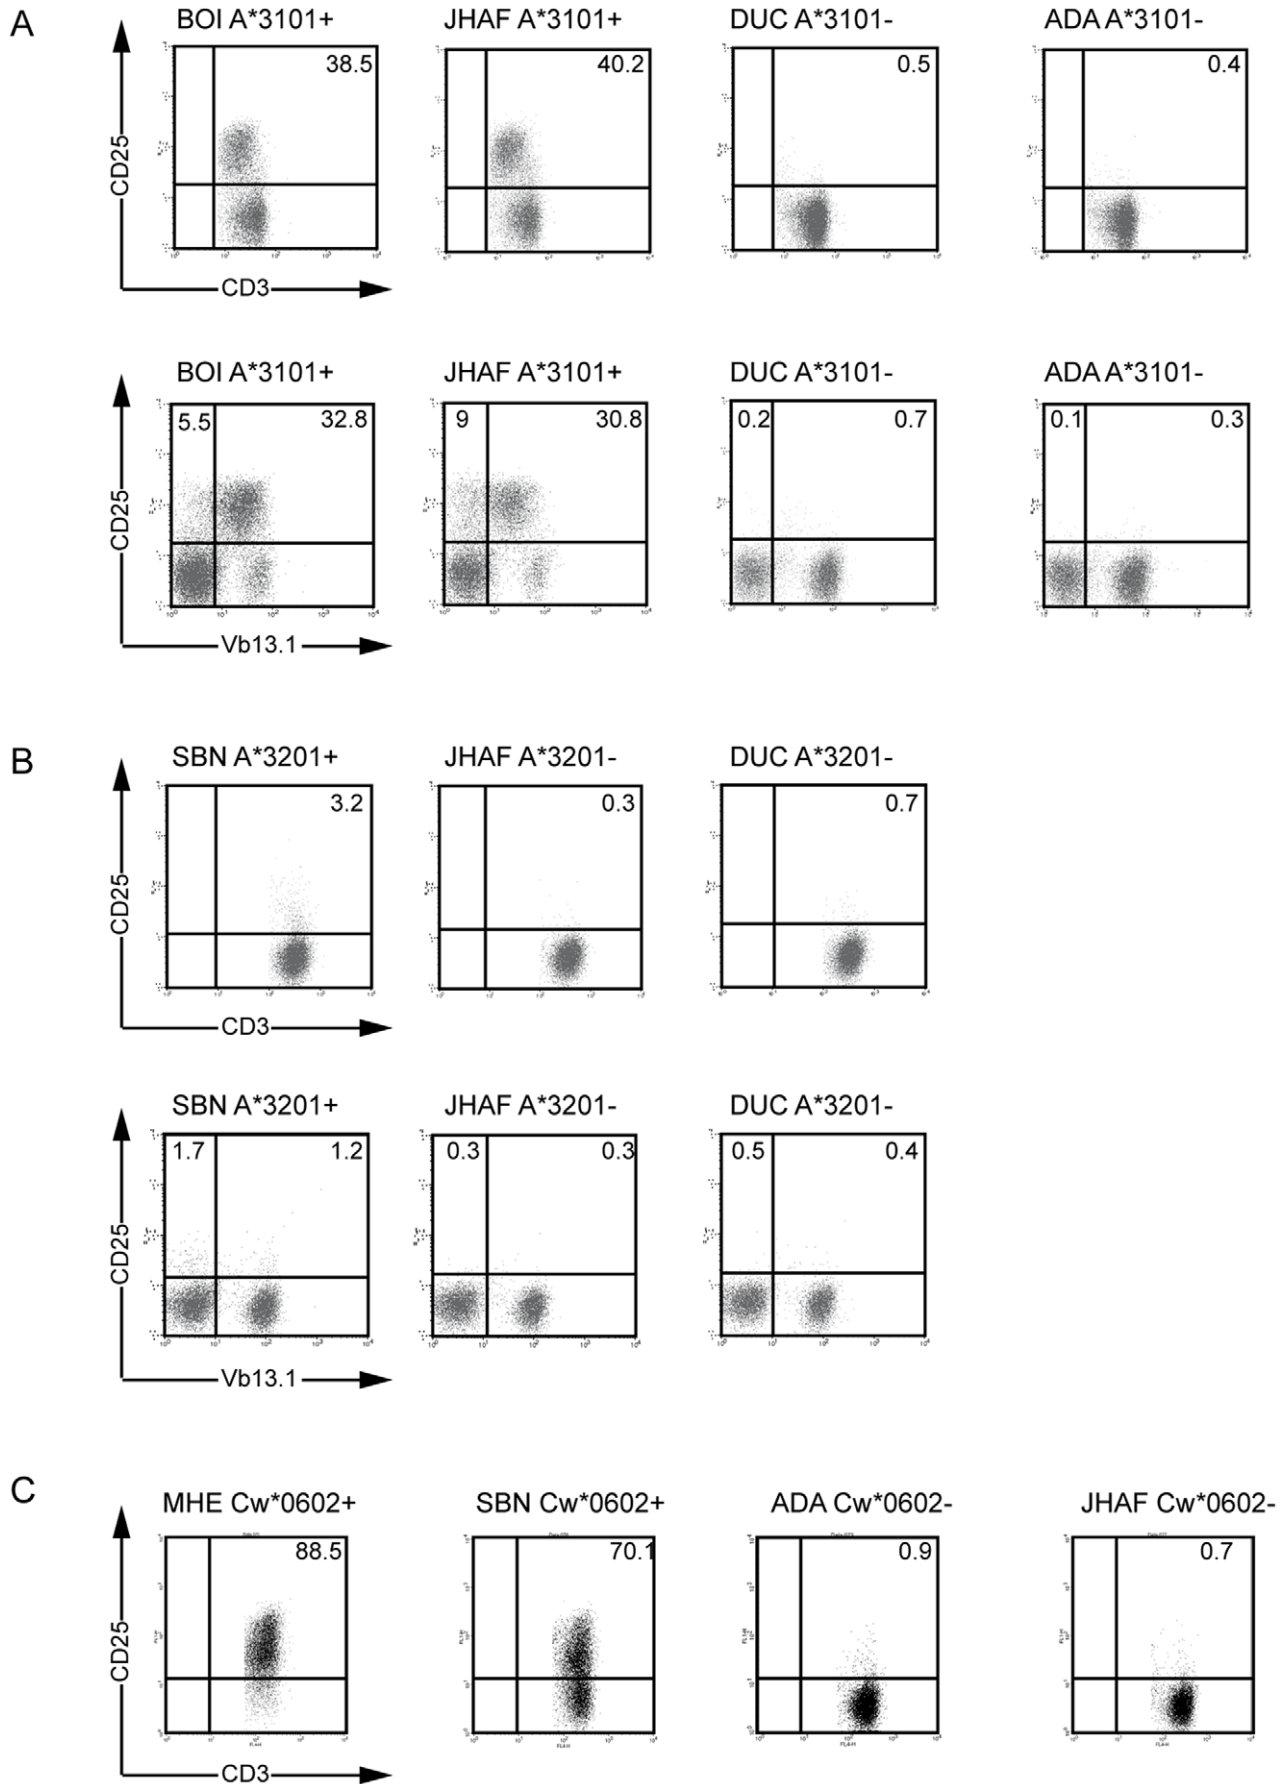 A
BOI A*3101+ JHAF A*3101+ DUC A*3101- ADA A*3101-
38.5 40.2 0.5 0.4
CD25
CD3
BOI A*3101+ JHAF A*3101+ DUC A*3101- ADA A*3101-
5.5 32.8 9 30.8 0.2 0.7 0.1 0.3
CD25
Vb13.1
B
SBN A*3201+ JHAF A*3201- DUC A*3201-
3.2 0.3 0.7
CD25
CD3
SBN A*3201+ JHAF A*3201- DUC A*3201-
1.7 1.2 0.3 0.3 0.5 0.4
CD25
Vb13.1
C
MHE Cw*0602+ SBN Cw*0602+ ADA Cw*0602- JHAF Cw*0602-
88.5 70.1 0.9 0.7
CD25
CD3